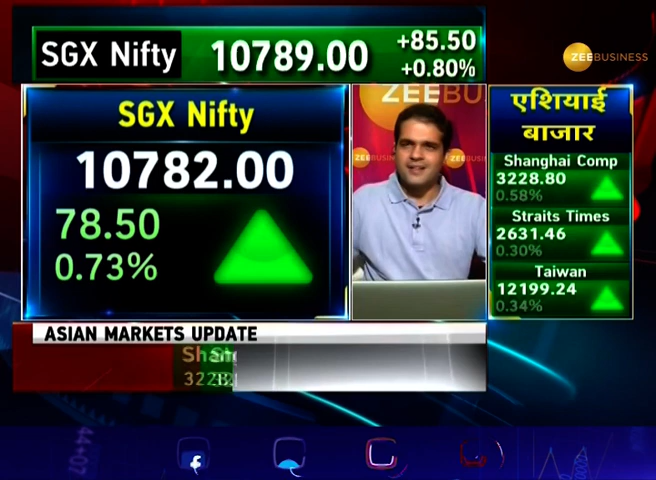 SGX Nifty
10789.00
+85.50
+0.80%
ZEEBUSINESS
SGX Nifty
10782.00
78.50
0.73%
ZEEBU
एशियाई
बाजार
Shanghai Comp
3228.80
0.58%
Straits Times
2631.46
0.30%
Taiwan
12199.24
0.34%
ASIAN MARKETS UPDATE